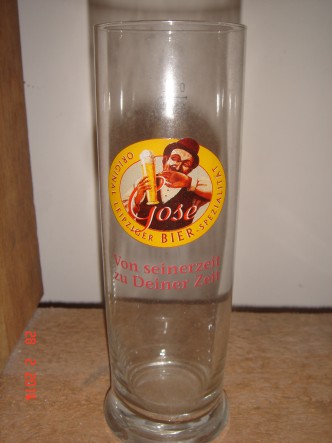 ORIGINAL LEIPZIGER BIER-SPEZIALITÄT
Gose
Von seinerzeit
zu Deiner Zeit